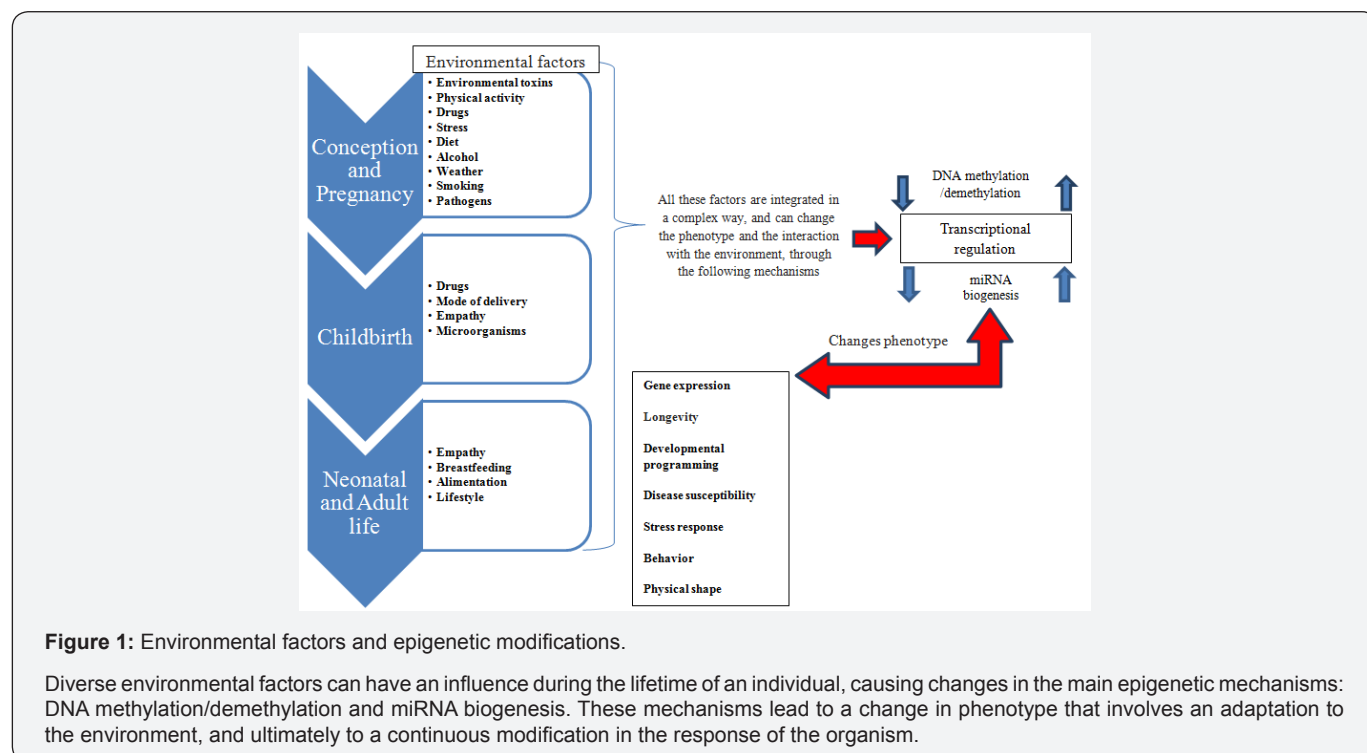 Environmental factors
Conception
and
Pregnancy
• Environmental toxins
• Physical activity
• Drugs
• Stress
• Diet
• Alcohol
• Weather
• Smoking
• Pathogens
Childbirth
• Drugs
• Mode of delivery
• Empathy
• Microorganisms
Neonatal
and Adult
life
• Empathy
• Breastfeeding
• Alimentation
• Lifestyle
All these factors are integrated in
a complex way, and can change
the phenotype and the interaction
with the environment, through
the following mechanisms
DNA methylation
/demethylation
Transcriptional
regulation
miRNA
biogenesis
Changes phenotype
Gene expression
Longevity
Developmental
programming
Disease susceptibility
Stress response
Behavior
Physical shape
Figure 1: Environmental factors and epigenetic modifications.
Diverse environmental factors can have an influence during the lifetime of an individual, causing changes in the main epigenetic mechanisms:
DNA methylation/demethylation and miRNA biogenesis. These mechanisms lead to a change in phenotype that involves an adaptation to
the environment, and ultimately to a continuous modification in the response of the organism.